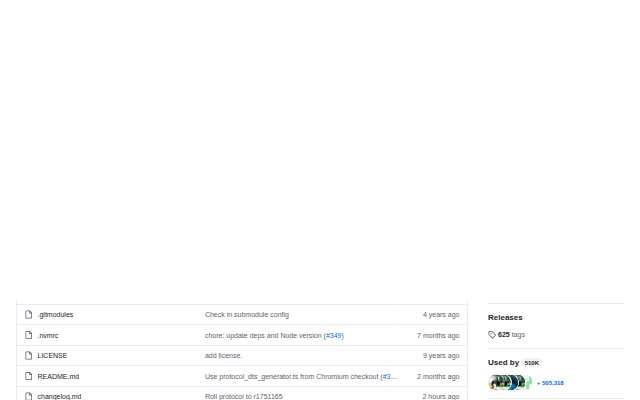 .gitmodules Check in submodule config 4 years ago
.nvmrc chore: update deps and Node version (#349) 7 months ago
LICENSE add license. 9 years ago
README.md Use protocol_dts_generator.ts from Chromium checkout (#3... 2 months ago
changelog.md Roll protocol to r1751165 2 hours ago
Releases
625 tags
Used by 510K
+ 505,318